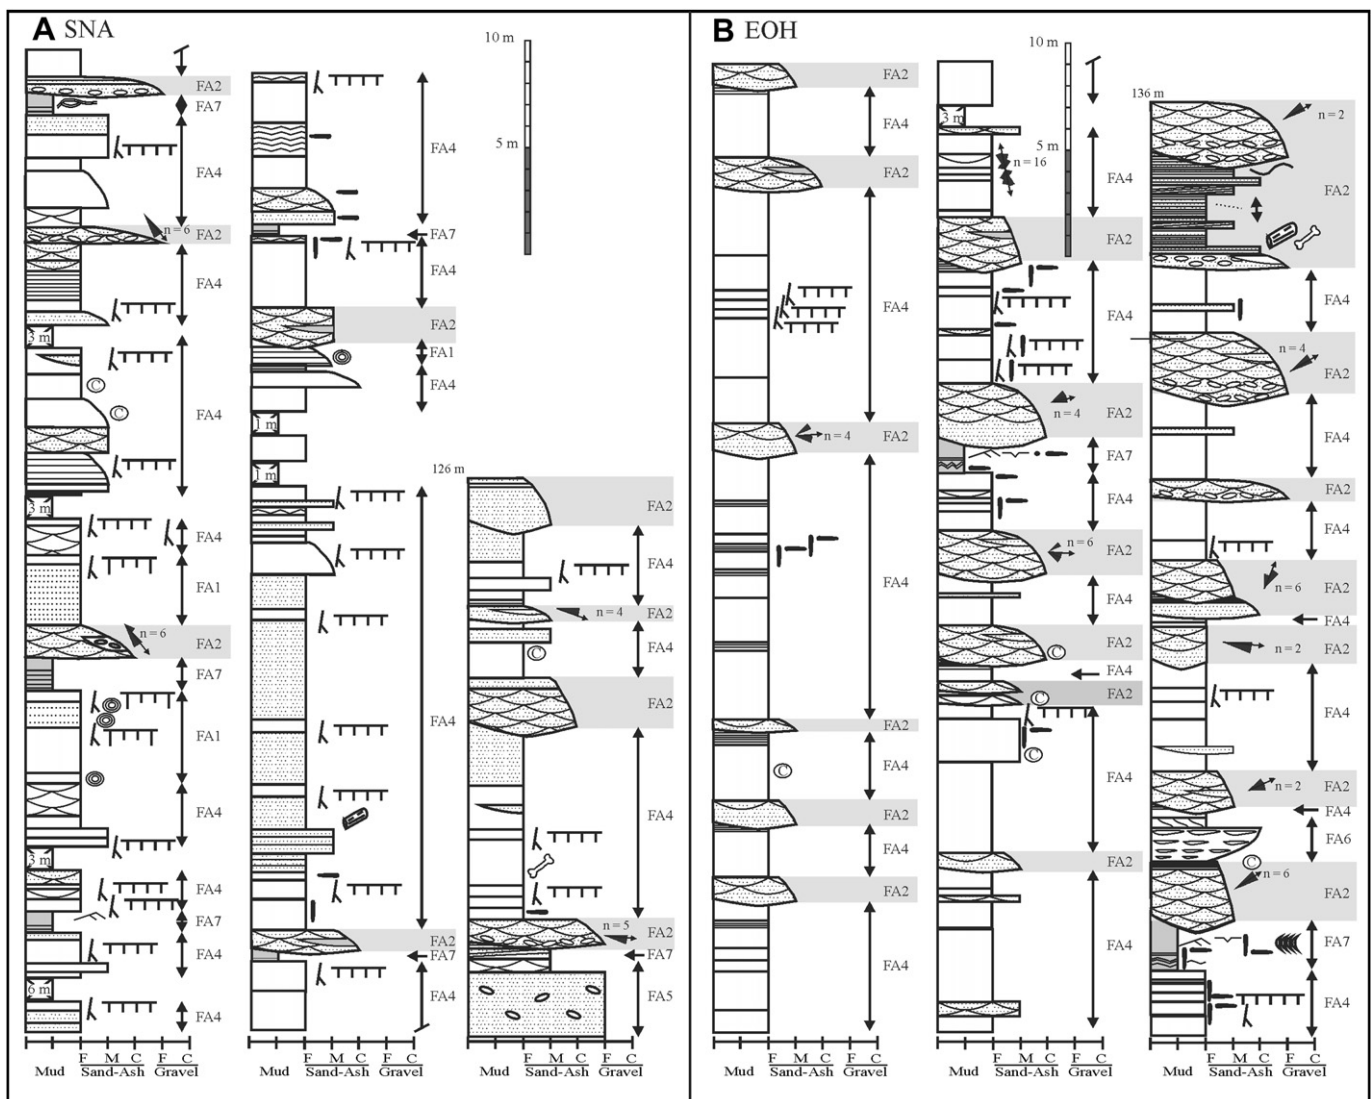 A SNA
10 m
5 m
FA2
FA7
FA4
n = 6
FA2
FA4
3 m
C
C
FA4
3 m
FA4
FA1
n = 6
FA2
FA7
FA1
FA4
3 m
FA4
FA7
FA4
6 m
FA4
F M C F C
Mud Sand-Ash Gravel
FA4
FA7
FA4
FA2
FA1
FA4
1 m
1 m
FA4
FA2
FA7
FA4
F M C F C
Mud Sand-Ash Gravel
126 m
FA2
FA4
n = 4
FA2
FA4
C
FA2
FA4
n = 5
FA2
FA7
FA5
F M C F C
Mud Sand-Ash Gravel
B EOH
10 m
5 m
FA2
FA4
FA2
FA4
n = 4
FA2
FA4
FA2
C
FA4
FA2
FA4
FA2
FA4
F M C F C
Mud Sand-Ash Gravel
3 m
n = 16
FA4
FA2
FA4
n = 4
FA2
FA7
FA4
n = 6
FA2
FA4
FA2
C
FA4
FA2
C
C
FA4
FA2
FA4
F M C F C
Mud Sand-Ash Gravel
136 m
n = 2
FA2
FA4
n = 4
FA2
FA4
FA2
FA4
n = 6
FA2
FA4
n = 2
FA2
FA4
n = 2
FA2
FA4
FA6
C
n = 6
FA2
FA7
FA4
F M C F C
Mud Sand-Ash Gravel